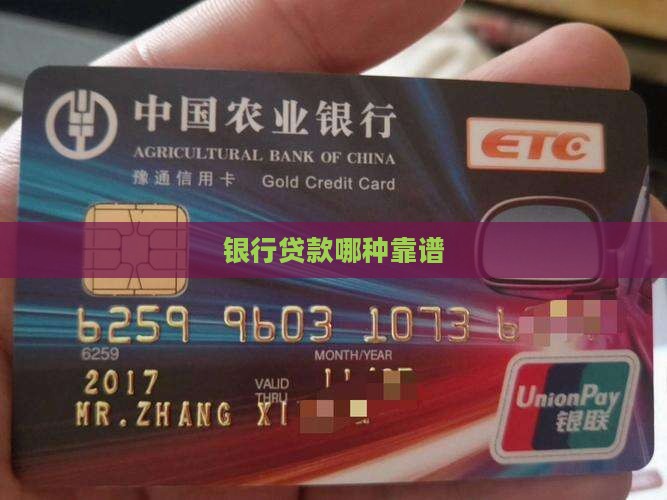 中国农业银行
AGRICULTURAL BANK OF CHINA
豫通信用卡 Gold Credit Card
ETC
银行贷款哪种靠谱
6259 9603 1073
6259
MONTH/YEAR
2017
VALID THRU
MR.ZHANG XI
UnionPay
银联